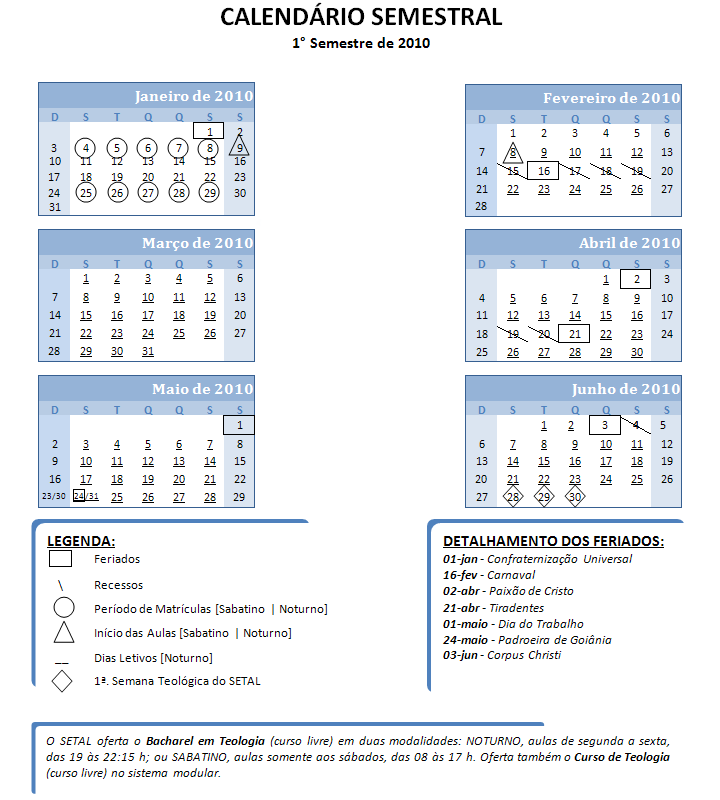 CALENDÁRIO SEMESTRAL
1° Semestre de 2010
Janeiro de 2010
D S T Q Q S S
1 2
3 4 5 6 7 8 9
10 11 12 13 14 15 16
17 18 19 20 21 22 23
24 25 26 27 28 29 30
31
Fevereiro de 2010
D S T Q Q S S
1 2 3 4 5 6
7 8 9 10 11 12 13
14 15 16 17 18 19 20
21 22 23 24 25 26 27
28
Março de 2010
D S T Q Q S S
1 2 3 4 5 6
7 8 9 10 11 12 13
14 15 16 17 18 19 20
21 22 23 24 25 26 27
28 29 30 31
Abril de 2010
D S T Q Q S S
1 2 3
4 5 6 7 8 9 10
11 12 13 14 15 16 17
18 19 20 21 22 23 24
25 26 27 28 29 30
Maio de 2010
D S T Q Q S S
1
2 3 4 5 6 7 8
9 10 11 12 13 14 15
16 17 18 19 20 21 22
23/30 24/31 25 26 27 28 29
Junho de 2010
D S T Q Q S S
1 2 3 4 5
6 7 8 9 10 11 12
13 14 15 16 17 18 19
20 21 22 23 24 25 26
27 28 29 30
LEGENDA:
Feriados
\ Recessos
Período de Matrículas [Sabatino | Noturno]
Início das Aulas [Sabatino | Noturno]
__ Dias Letivos [Noturno]
1ª. Semana Teológica do SETAL
DETALHAMENTO DOS FERIADOS:
01-jan - Confraternização Universal
16-fev - Carnaval
02-abr - Paixão de Cristo
21-abr - Tiradentes
01-maio - Dia do Trabalho
24-maio - Padroeira de Goiânia
03-jun - Corpus Christi
O SETAL oferta o Bacharel em Teologia (curso livre) em duas modalidades: NOTURNO, aulas de segunda a sexta,
das 19 às 22:15 h; ou SABATINO, aulas somente aos sábados, das 08 às 17 h. Oferta também o Curso de Teologia
(curso livre) no sistema modular.